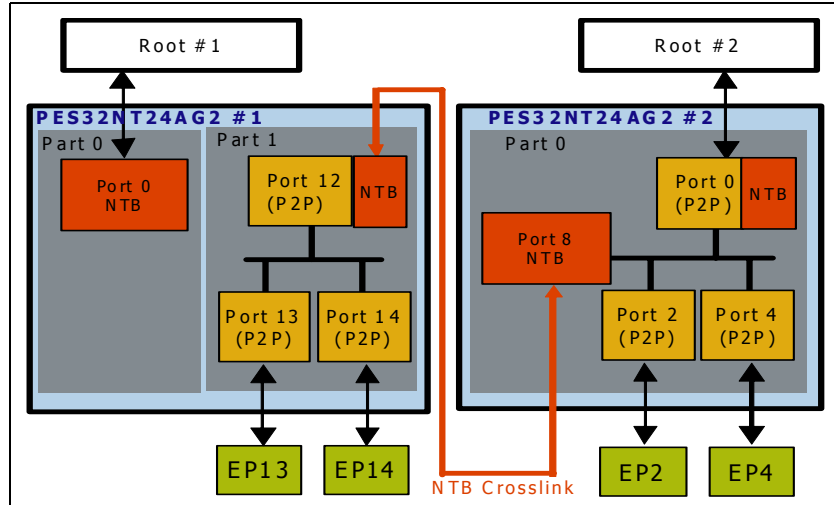 Root #1
Root #2
PES32NT24AG2 #1
PES32NT24AG2 #2
Part 0
Part 1
Part 0
Port 0
NTB
Port 12
(P2P)
NTB
Port 0
(P2P)
NTB
Port 8
NTB
Port 13
(P2P)
Port 14
(P2P)
Port 2
(P2P)
Port 4
(P2P)
EP13
EP14
NTB Crosslink
EP2
EP4